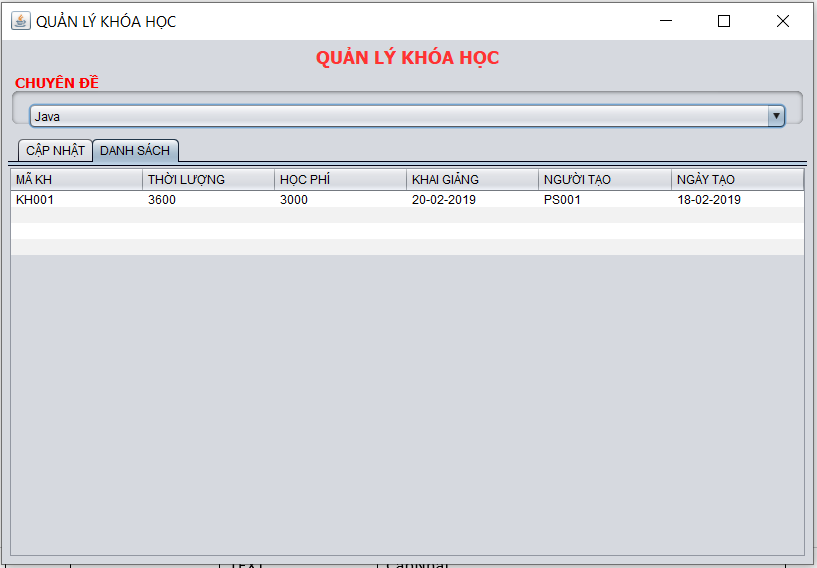 QUẢN LÝ KHÓA HỌC
QUẢN LÝ KHÓA HỌC
CHUYÊN ĐỀ
Java
CẬP NHẬT DANH SÁCH
MÃ KH THỜI LƯỢNG HỌC PHÍ KHAI GIẢNG NGƯỜI TẠO NGÀY TẠO
KH001 3600 3000 20-02-2019 PS001 18-02-2019